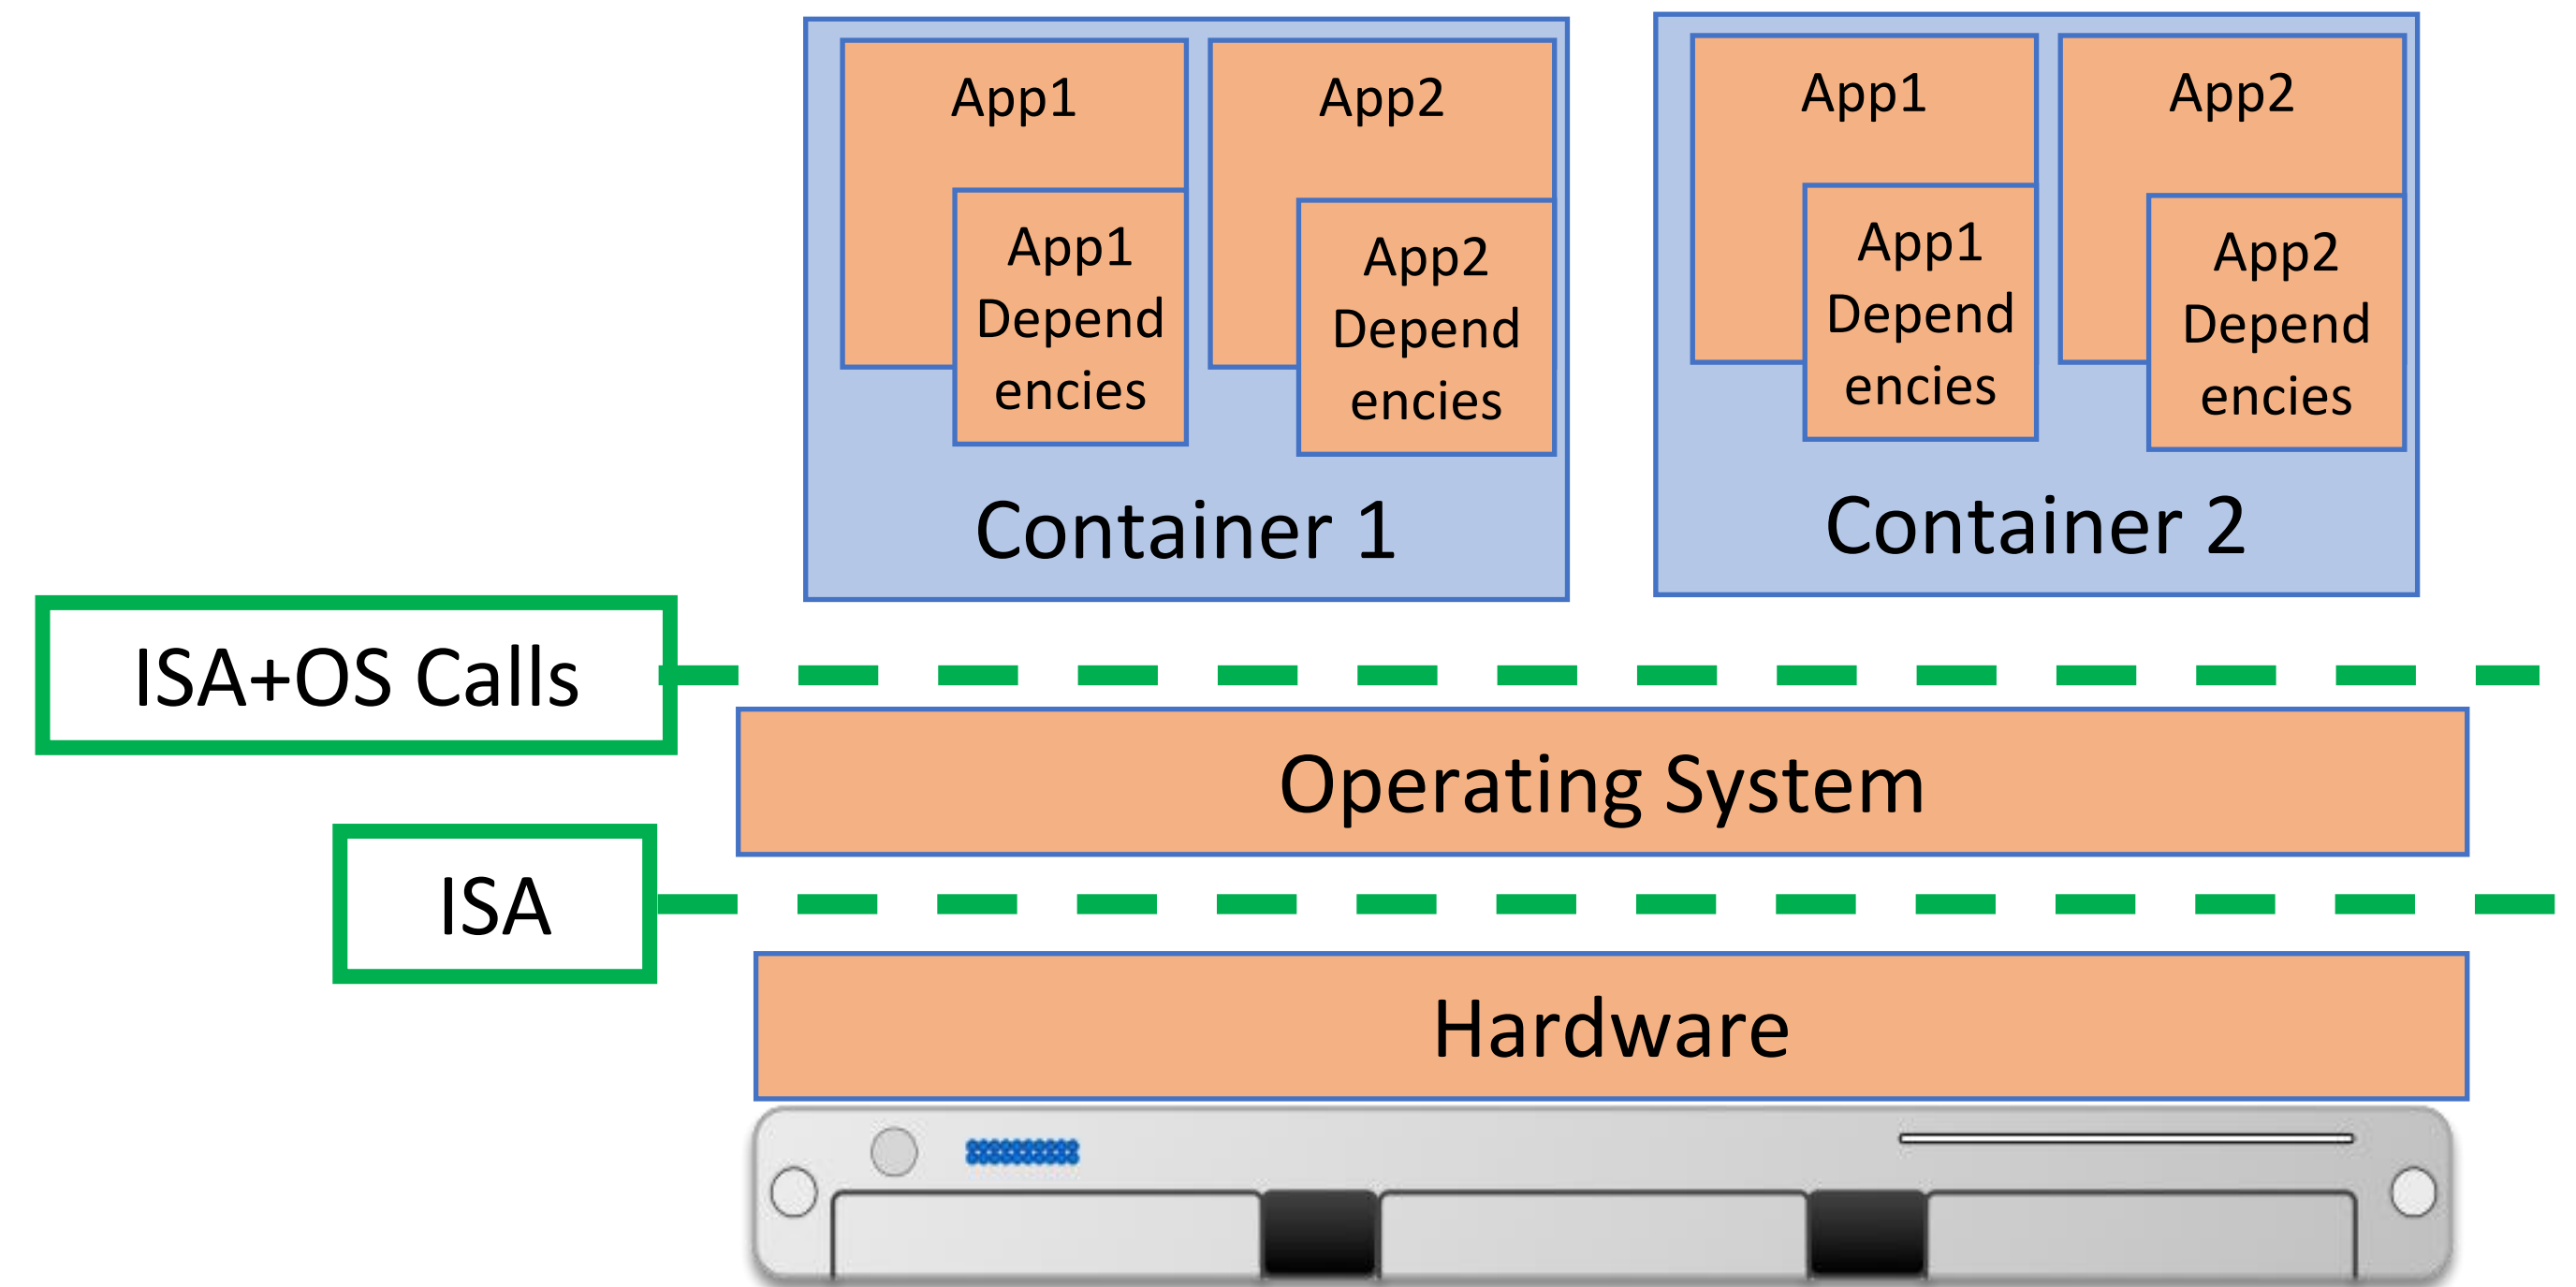 App1
App2
App1
Depend
encies
App2
Depend
encies
Container 1
App1
App2
App1
Depend
encies
App2
Depend
encies
Container 2
ISA+OS Calls
Operating System
ISA
Hardware